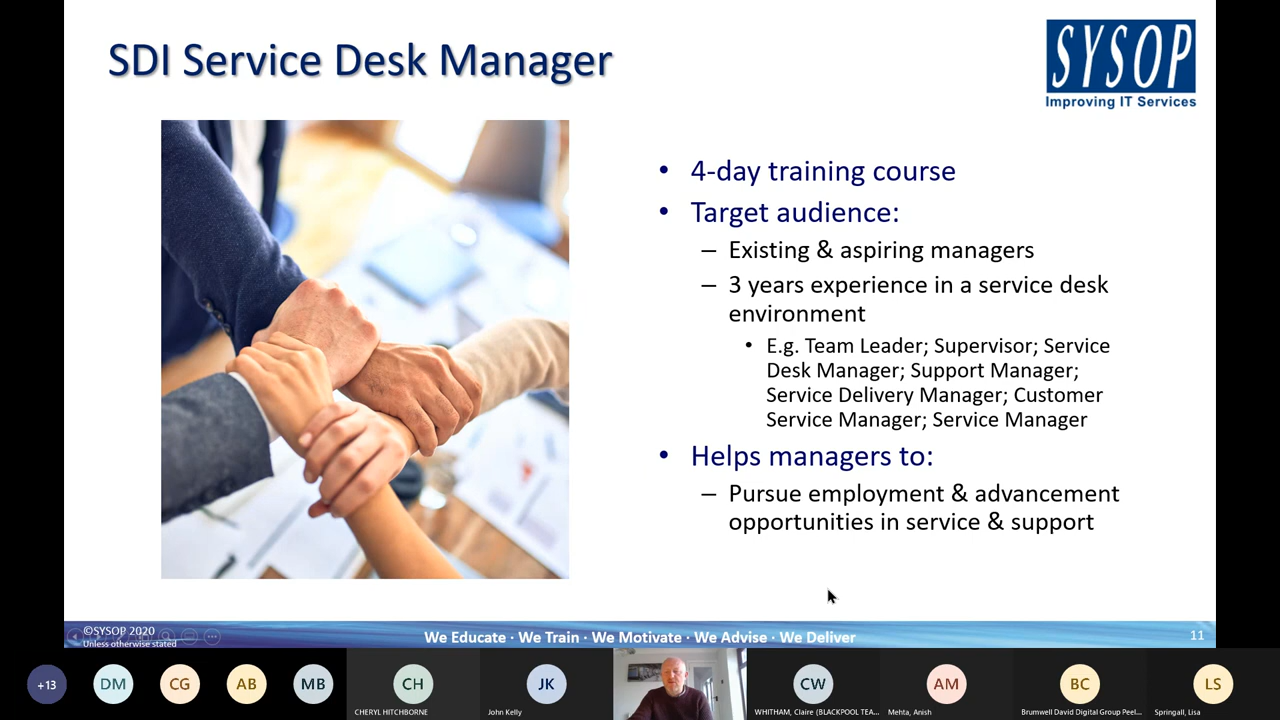 SDI Service Desk Manager
SYSOP
Improving IT Services
• 4-day training course
• Target audience:
– Existing & aspiring managers
– 3 years experience in a service desk
environment
• E.g. Team Leader; Supervisor; Service
Desk Manager; Support Manager;
Service Delivery Manager; Customer
Service Manager; Service Manager
• Helps managers to:
– Pursue employment & advancement
opportunities in service & support
©SYSOP 2020
Unless otherwise stated
We Educate · We Train · We Motivate · We Advise · We Deliver
11
+13
DM
CG
AB
MB
CH
CHERYL HITCHBORNE
JK
John Kelly
CW
WHITHAM, Claire (BLACKPOOL TEA...
AM
Mehta, Anish
BC
Brumwell David Digital Group Peel...
LS
Springall, Lisa